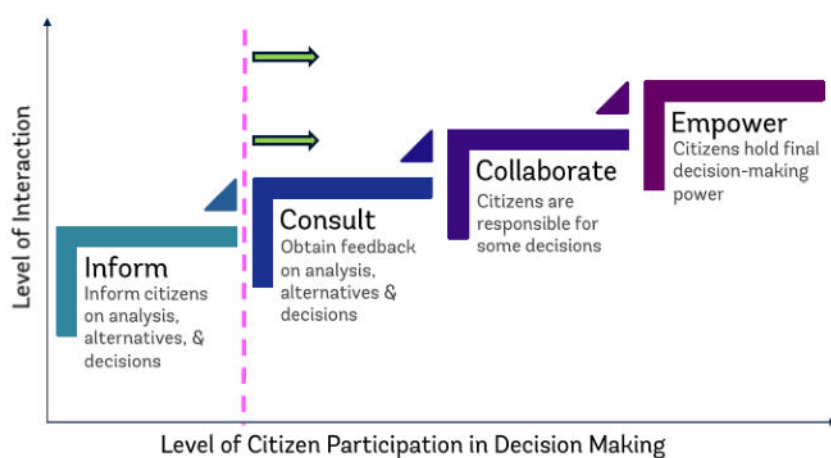 Level of Interaction
Inform
Inform citizens
on analysis,
alternatives, &
decisions
Consult
Obtain feedback
on analysis,
alternatives &
decisions
Collaborate
Citizens are
responsible for
some decisions
Empower
Citizens hold final
decision-making
power
Level of Citizen Participation in Decision Making